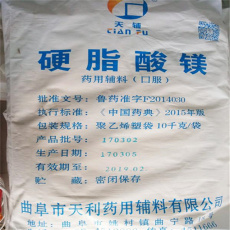 天福
TIAN FU
硬脂酸镁
药用辅料（口服）
批准文号：鲁药准字F2014030
执行标准：《中国药典》2015年版
包装规格：聚乙烯塑袋10千克/袋
产品批号：170302
生产日期：170305
有效期至：2019.02
贮 藏：密闭保存
曲阜市天利药用辅料有限公司